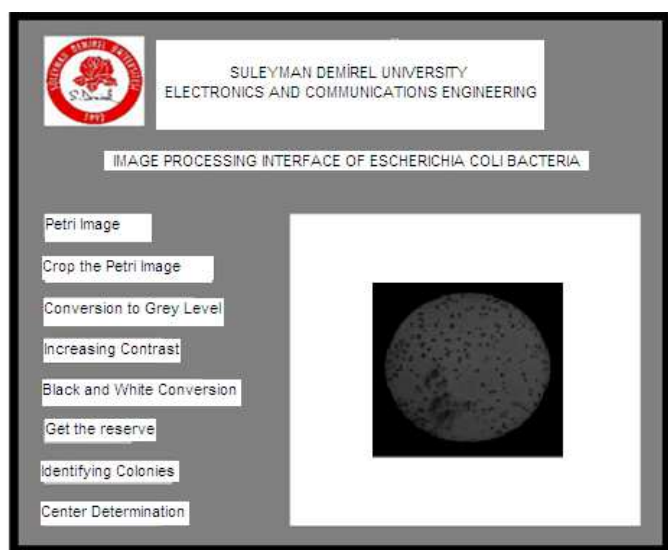 SULEYMAN DEMİREL UNIVERSITY
ELECTRONICS AND COMMUNICATIONS ENGINEERING
IMAGE PROCESSING INTERFACE OF ESCHERICHIA COLI BACTERIA
Petri Image
Crop the Petri Image
Conversion to Grey Level
Increasing Contrast
Black and White Conversion
Get the reserve
Identifying Colonies
Center Determination